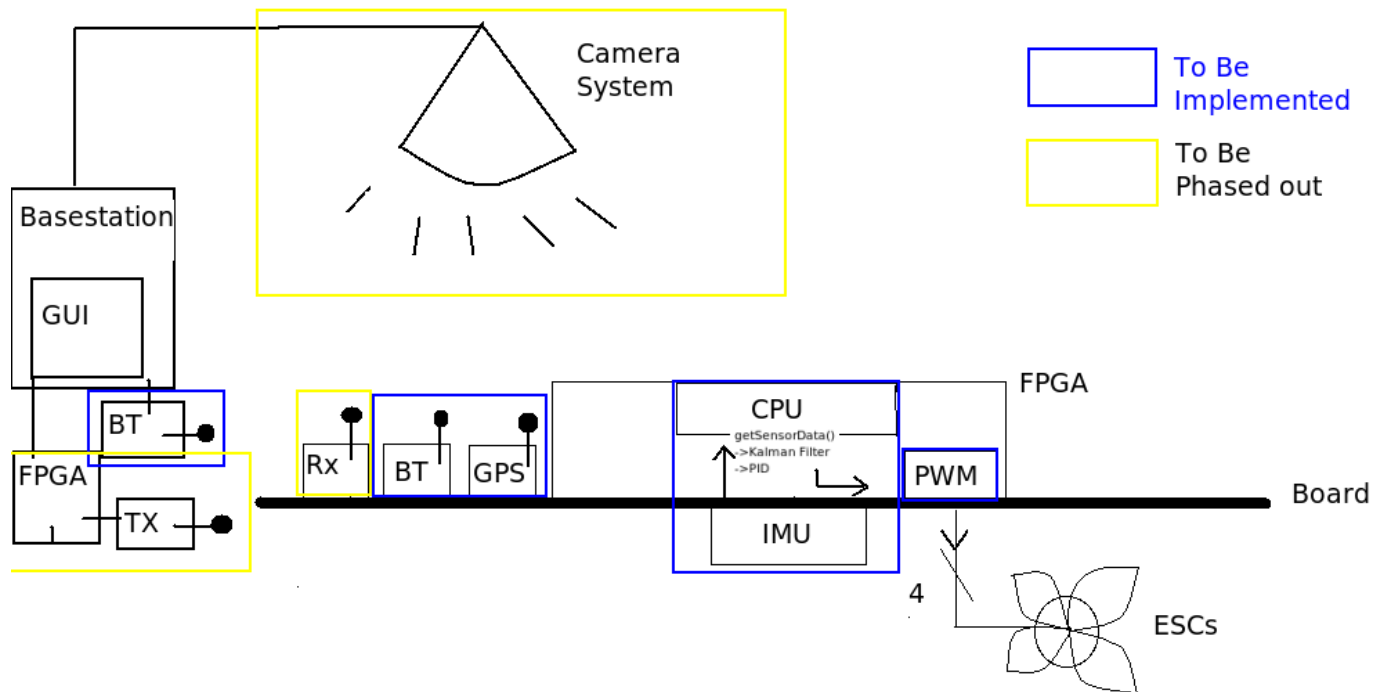 Camera
System
To Be
Implemented
To Be
Phased out
Basestation
GUI
BT
FPGA
TX
Rx
BT
GPS
CPU
getSensorData()
->Kalman Filter
->PID
PWM
FPGA
IMU
Board
4
ESCs